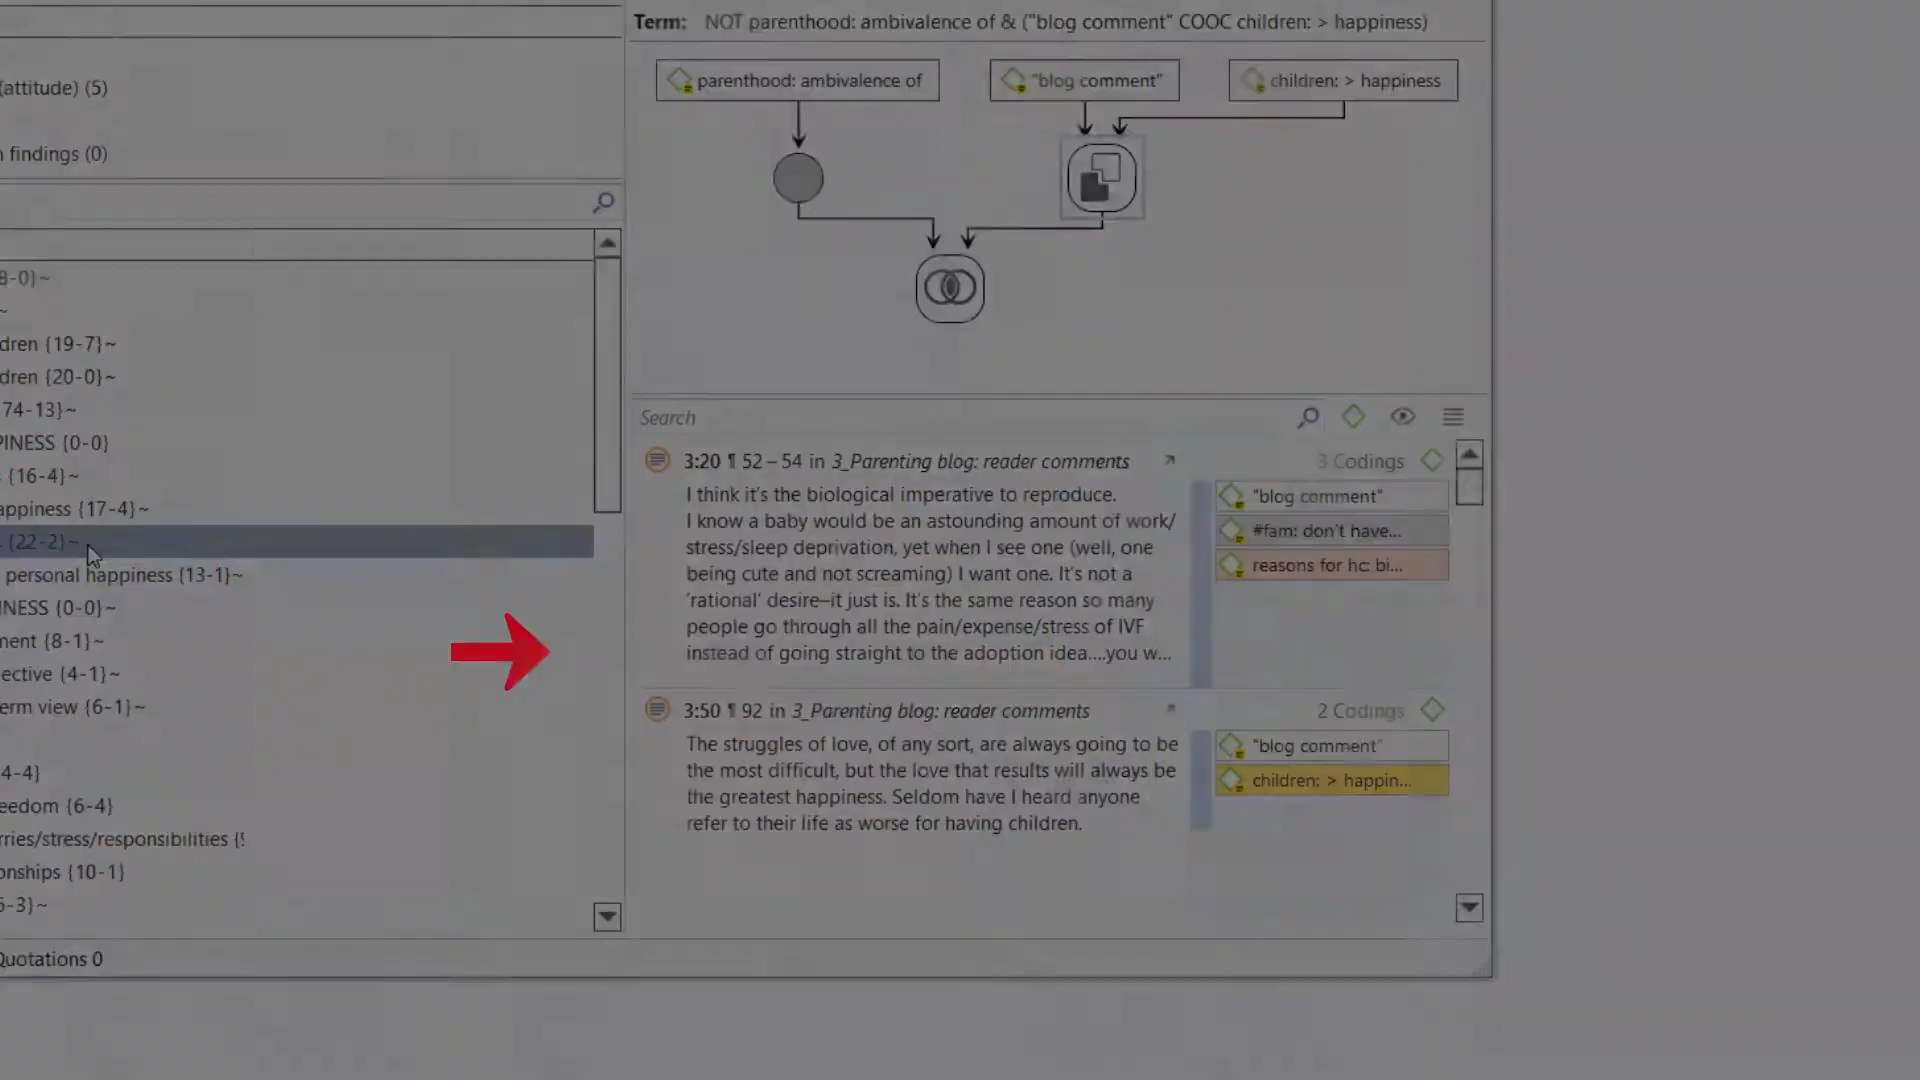 Term: NOT parenthood: ambivalence of & ("blog comment" COOC children: > happiness)
(attitude) (5)
findings (0)
8-0}~
~
dren {19-7}~
dren {20-0}~
74-13}~
PINESS {0-0}
{16-4}~
appiness {17-4}~
{22-2}~
personal happiness {13-1}~
INESS {0-0}~
ment {8-1}~
ective {4-1}~
erm view {6-1}~
4-4}
eedom {6-4}
rries/stress/responsibilities {
onships {10-1}
6-3}~
Quotations 0
parenthood: ambivalence of
"blog comment"
children: > happiness
Search
3:20 ¶ 52 – 54 in 3_Parenting blog: reader comments
3 Codings
I think it's the biological imperative to reproduce.
I know a baby would be an astounding amount of work/
stress/sleep deprivation, yet when I see one (well, one
being cute and not screaming) I want one. It's not a
'rational' desire—it just is. It's the same reason so many
people go through all the pain/expense/stress of IVF
instead of going straight to the adoption idea....you w...
"blog comment"
#fam: don't have...
reasons for hc: bi...
3:50 ¶ 92 in 3_Parenting blog: reader comments
2 Codings
The struggles of love, of any sort, are always going to be
the most difficult, but the love that results will always be
the greatest happiness. Seldom have I heard anyone
refer to their life as worse for having children.
"blog comment"
children: > happin...